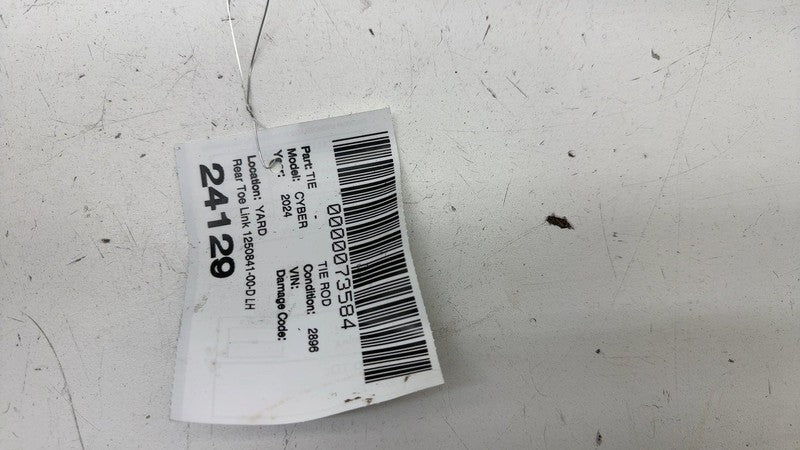 0000073584
Part: TIE - TIE ROD
Model: CYBER Condition: 2896
Year: 2024 VIN:
Damage Code:
Location: YARD
Rear Toe Link 1250841-00-D LH
24129